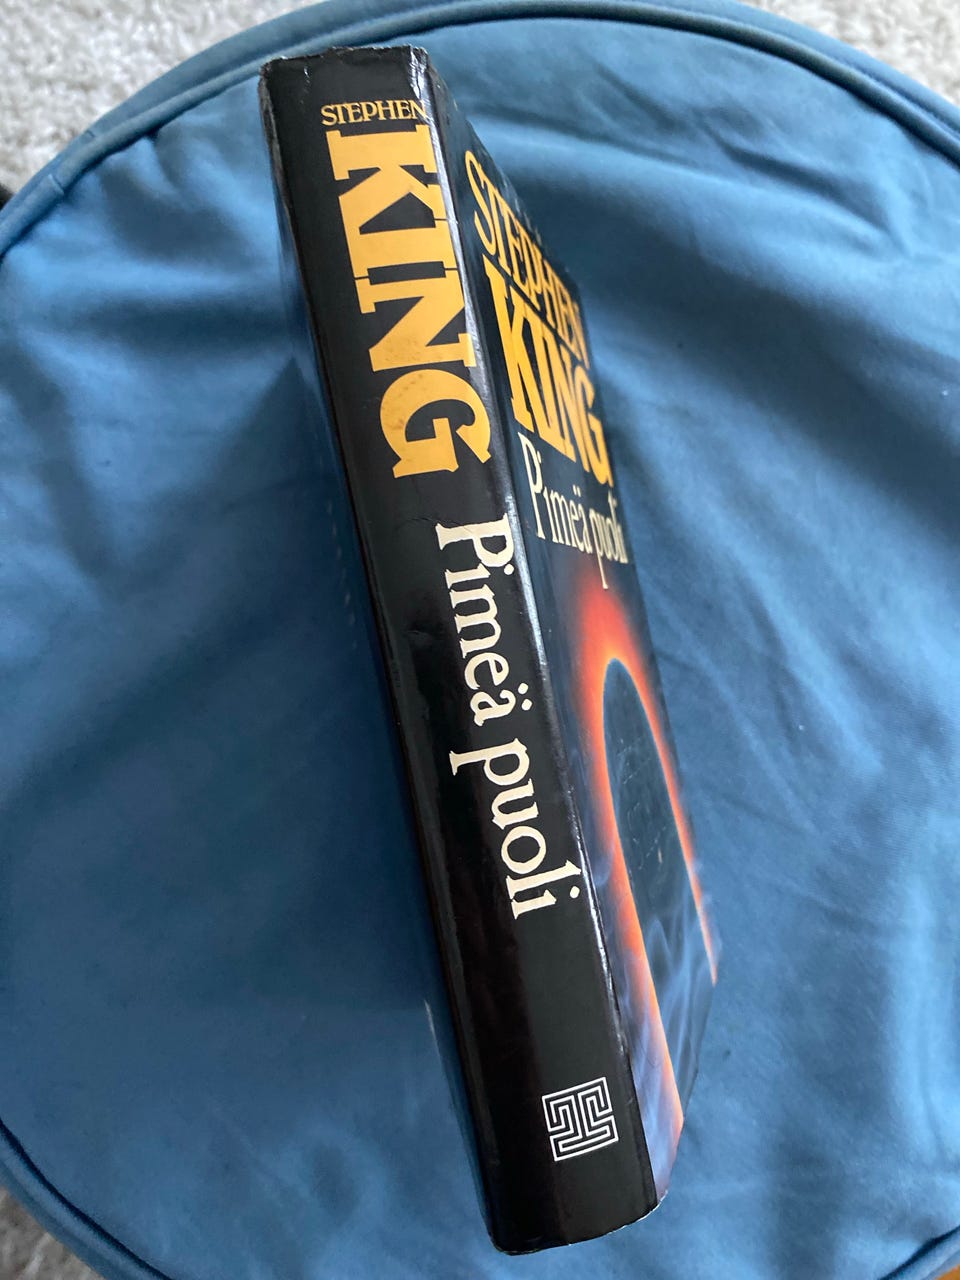 STEPHEN
KING
Pimeä puoli
STEPHEN
KING
Pimeä puoli